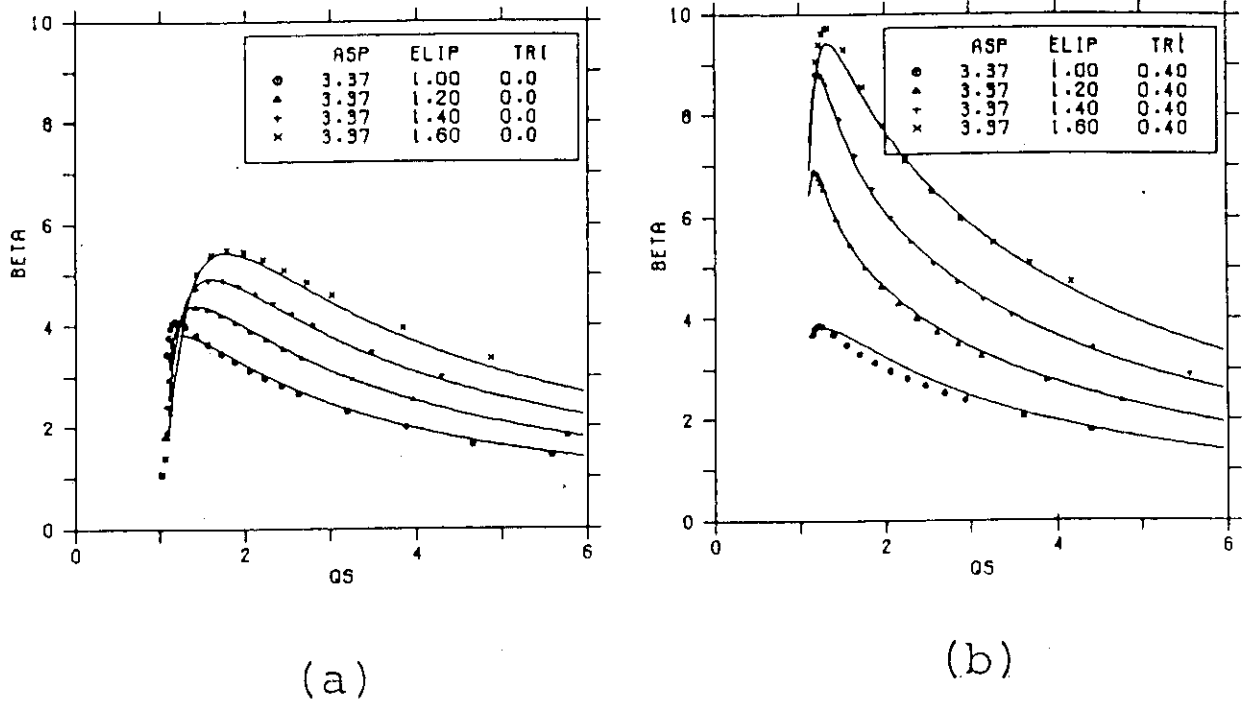 10
8
6
4
2
0
BETA
ASP ELIP TRI
3.37 1.00 0.0
3.37 1.20 0.0
3.37 1.40 0.0
3.37 1.60 0.0
0 2 4 6
QS
(a)
10
8
6
4
2
0
BETA
ASP ELIP TRI
3.37 1.00 0.40
3.37 1.20 0.40
3.37 1.40 0.40
3.37 1.60 0.40
0 2 4 6
QS
(b)